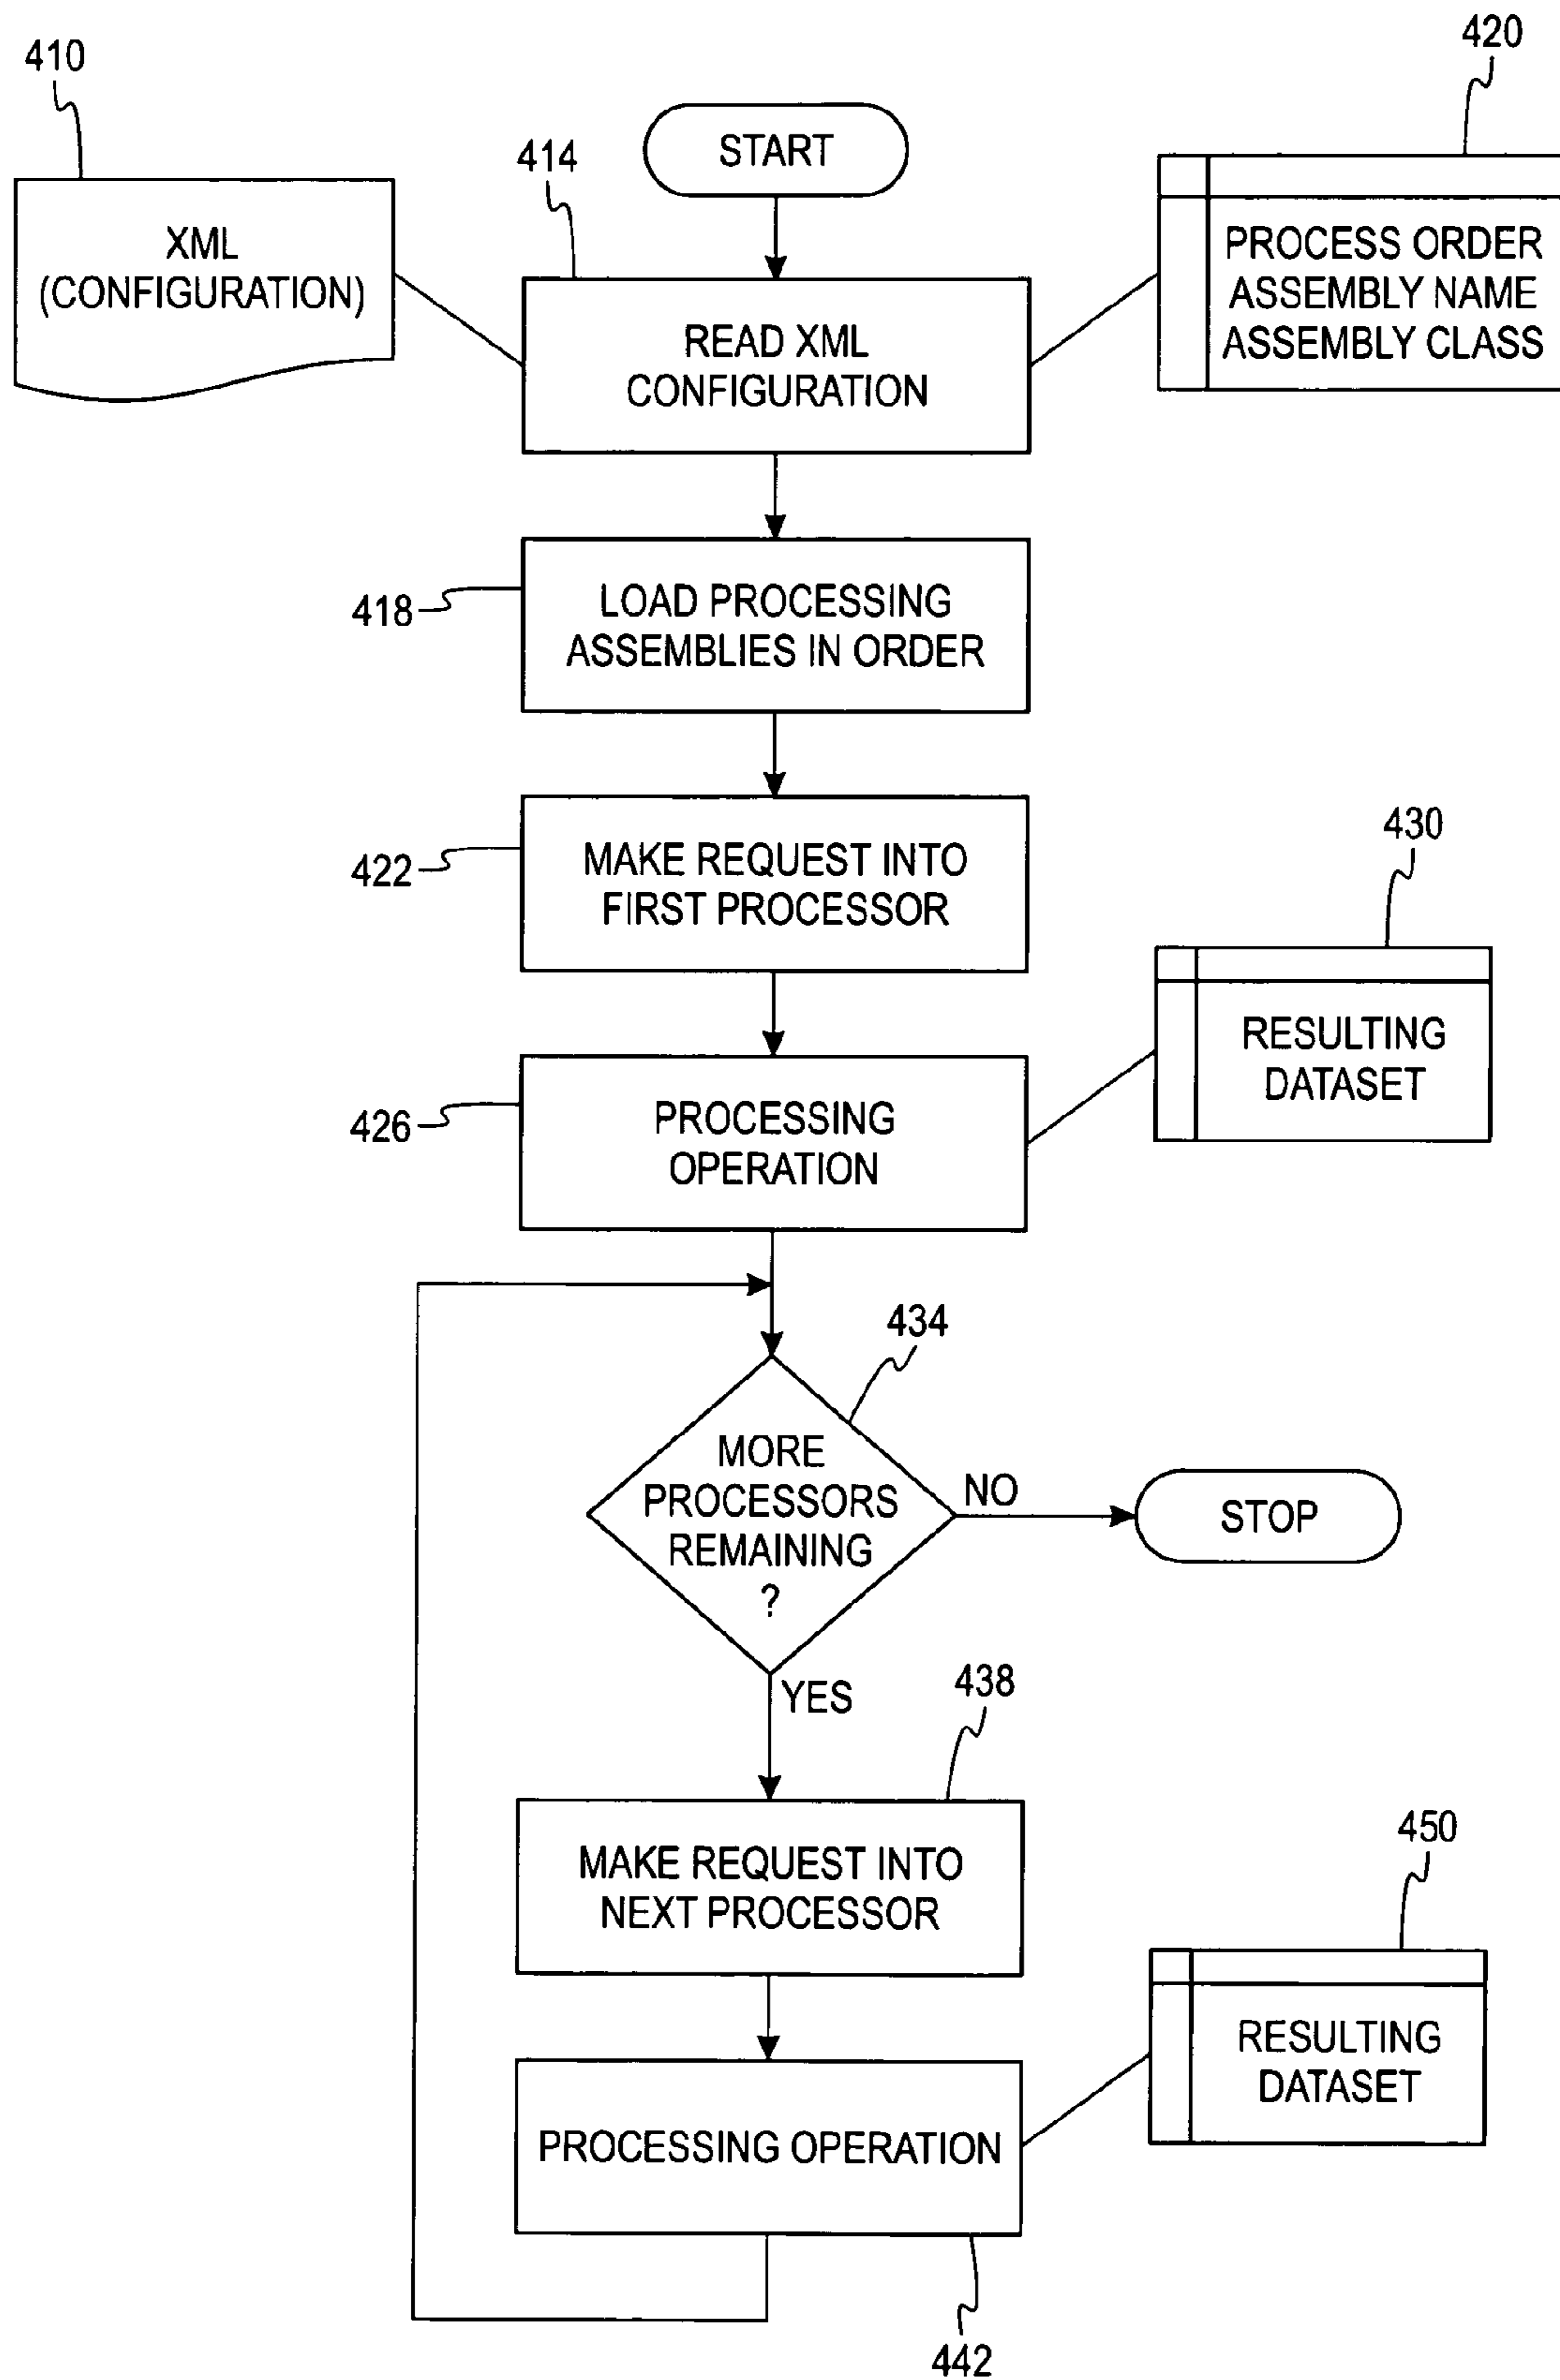 410
420
START
414
XML
(CONFIGURATION)
PROCESS ORDER
ASSEMBLY NAME
ASSEMBLY CLASS
READ XML
CONFIGURATION
418
LOAD PROCESSING
ASSEMBLIES IN ORDER
422
MAKE REQUEST INTO
FIRST PROCESSOR
430
RESULTING
DATASET
426
PROCESSING
OPERATION
434
MORE
PROCESSORS
REMAINING
?
NO
STOP
YES
438
MAKE REQUEST INTO
NEXT PROCESSOR
450
RESULTING
DATASET
PROCESSING OPERATION
442